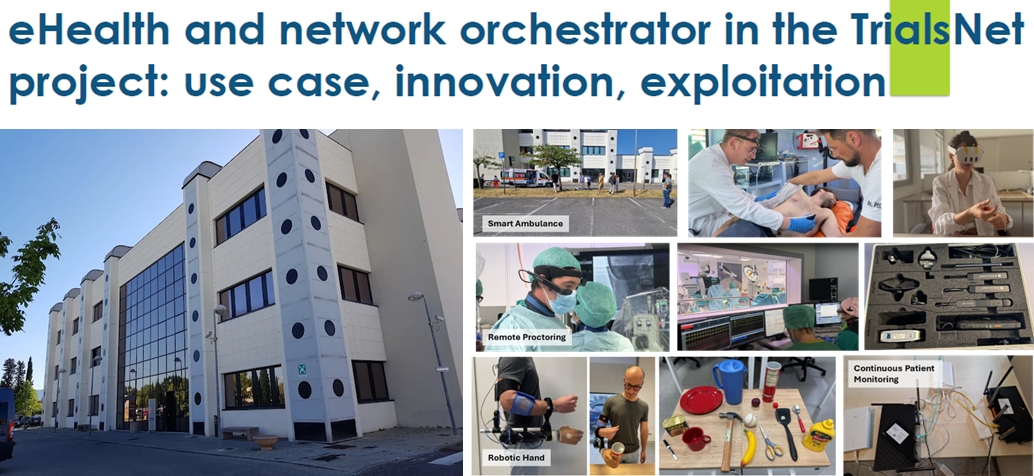 eHealth and network orchestrator in the TrialsNet
project: use case, innovation, exploitation
Smart Ambulance
Remote Proctoring
Continuous Patient
Monitoring
Robotic Hand